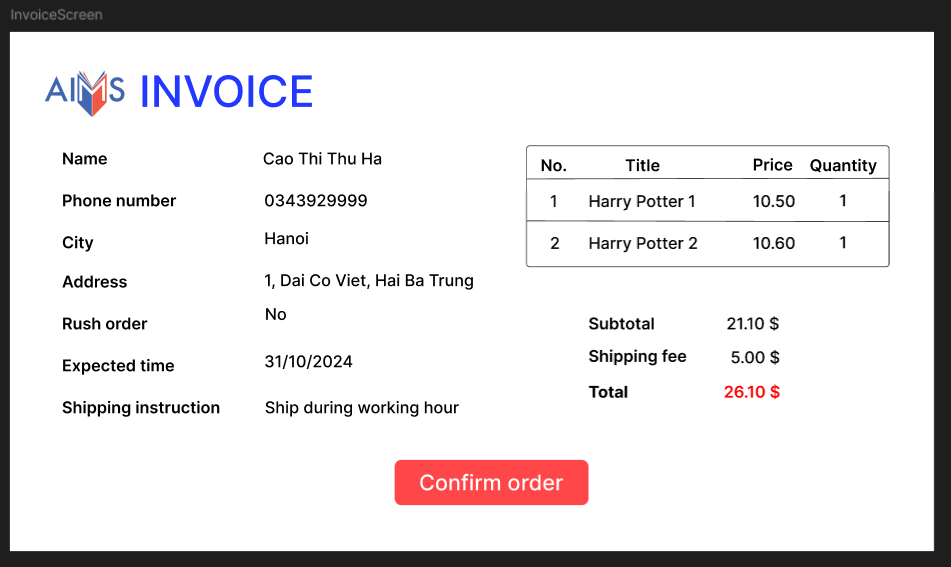 InvoiceScreen
AIMS INVOICE
Name Cao Thi Thu Ha
Phone number 0343929999
City Hanoi
Address 1, Dai Co Viet, Hai Ba Trung
Rush order No
Expected time 31/10/2024
Shipping instruction Ship during working hour
No. Title Price Quantity
1 Harry Potter 1 10.50 1
2 Harry Potter 2 10.60 1
Subtotal 21.10 $
Shipping fee 5.00 $
Total 26.10 $
Confirm order